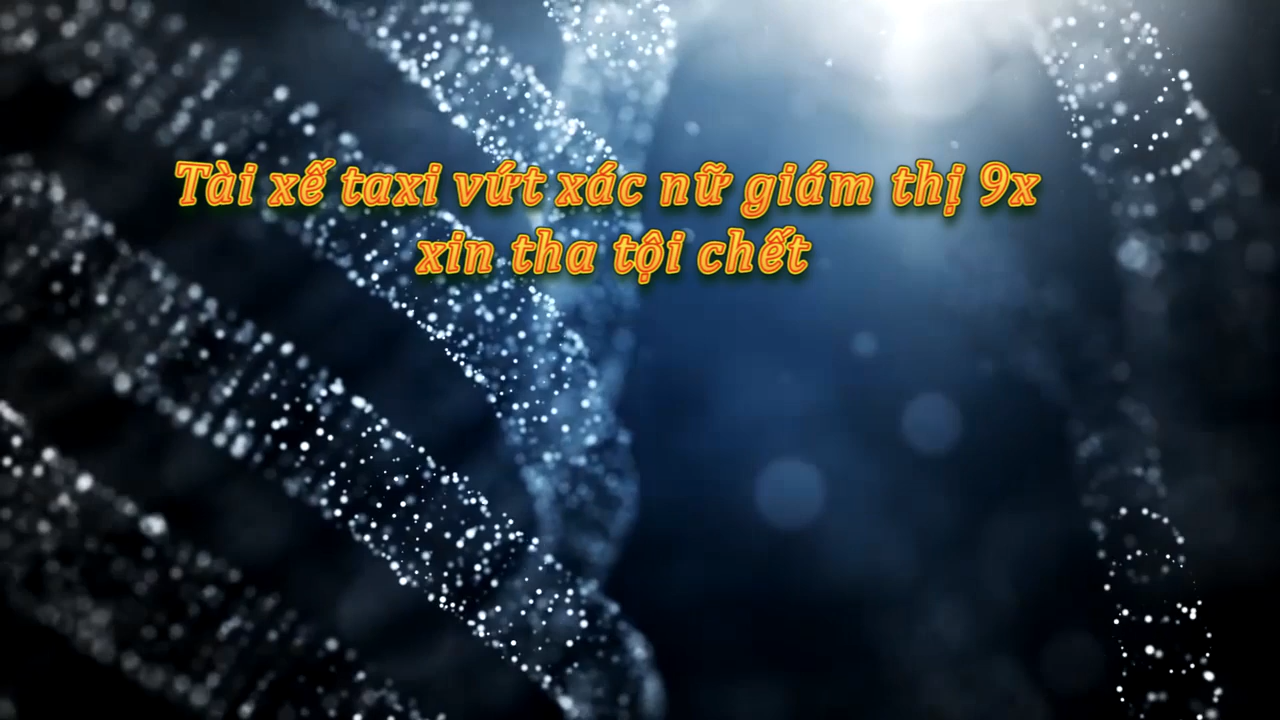 Tài xế taxi vứt xác nữ giám thị 9x
xin tha tội chết